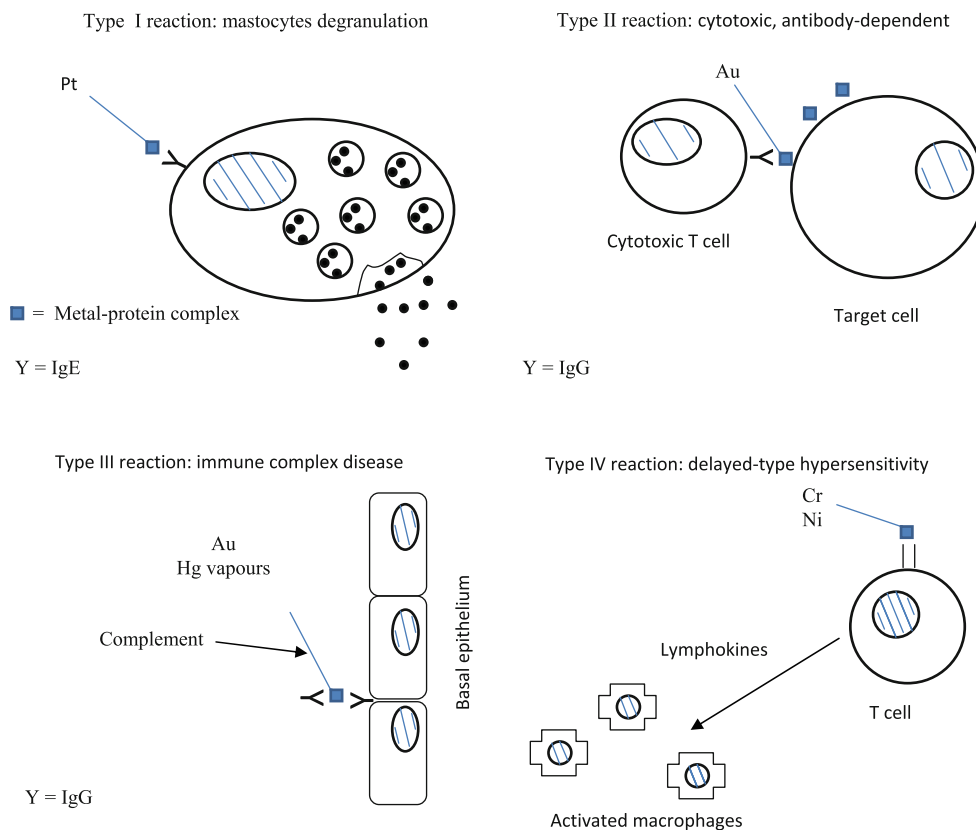 Type I reaction: mastocytes degranulation
Pt
= Metal-protein complex
Y = IgE
Type II reaction: cytotoxic, antibody-dependent
Au
Cytotoxic T cell
Target cell
Y = IgG
Type III reaction: immune complex disease
Au
Hg vapours
Complement
Basal epithelium
Y = IgG
Type IV reaction: delayed-type hypersensitivity
Cr
Ni
Lymphokines
T cell
Activated macrophages